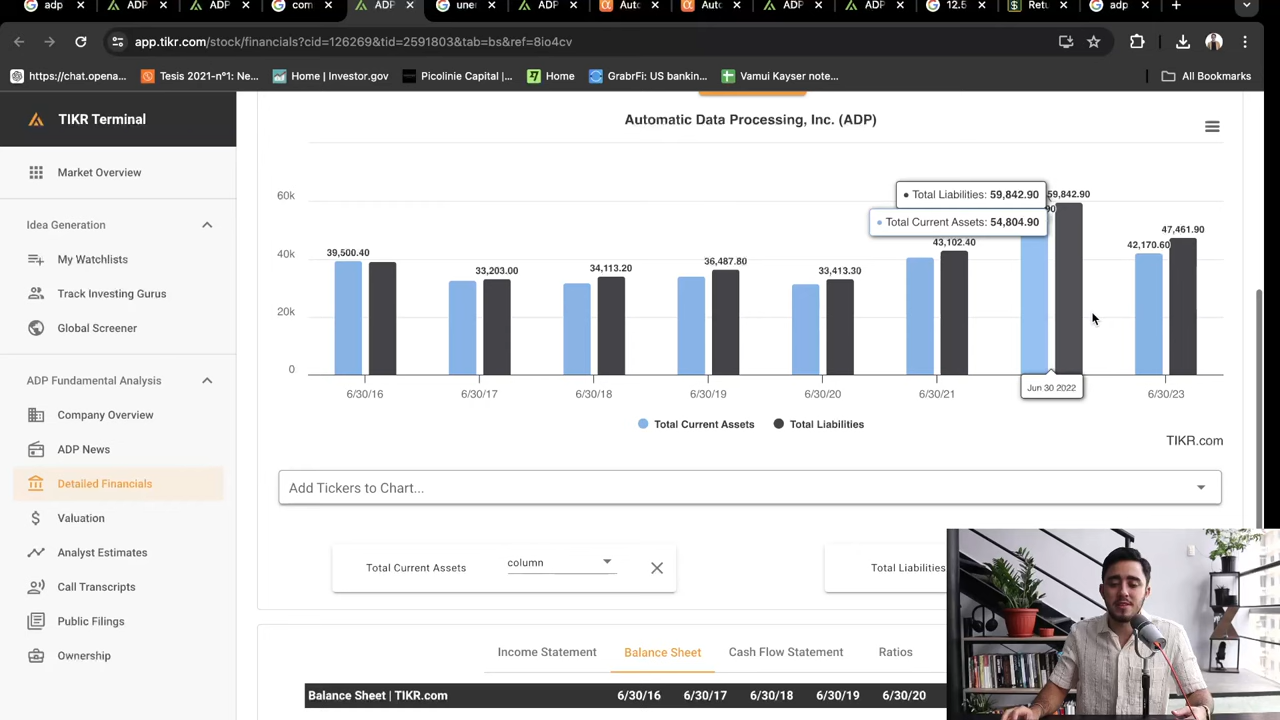 adp
ADP
ADP
com
ADP
une
ADP
Auto
Auto
ADP
ADP
12.5
Retu
adp
app.tikr.com/stock/financials?cid=126269&tid=2591803&tab=bs&ref=8io4cv
https://chat.opena...
Tesis 2021-nº1: Ne...
Home | Investor.gov
Picolinie Capital |...
Home
GrabrFi: US bankin...
Vamui Kayser note...
All Bookmarks
TIKR Terminal
Market Overview
Idea Generation
My Watchlists
Track Investing Gurus
Global Screener
ADP Fundamental Analysis
Company Overview
ADP News
Detailed Financials
Valuation
Analyst Estimates
Call Transcripts
Public Filings
Ownership
Automatic Data Processing, Inc. (ADP)
60k
40k
20k
0
39,500.40
33,203.00
34,113.20
36,487.80
33,413.30
43,102.40
Total Liabilities: 59,842.90
59,842.90
Total Current Assets: 54,804.90
90
42,170.60
47,461.90
6/30/16
6/30/17
6/30/18
6/30/19
6/30/20
6/30/21
Jun 30 2022
6/30/23
Total Current Assets
Total Liabilities
TIKR.com
Add Tickers to Chart...
Total Current Assets
column
Total Liabilities
Income Statement
Balance Sheet
Cash Flow Statement
Ratios
Balance Sheet | TIKR.com
6/30/16
6/30/17
6/30/18
6/30/19
6/30/20